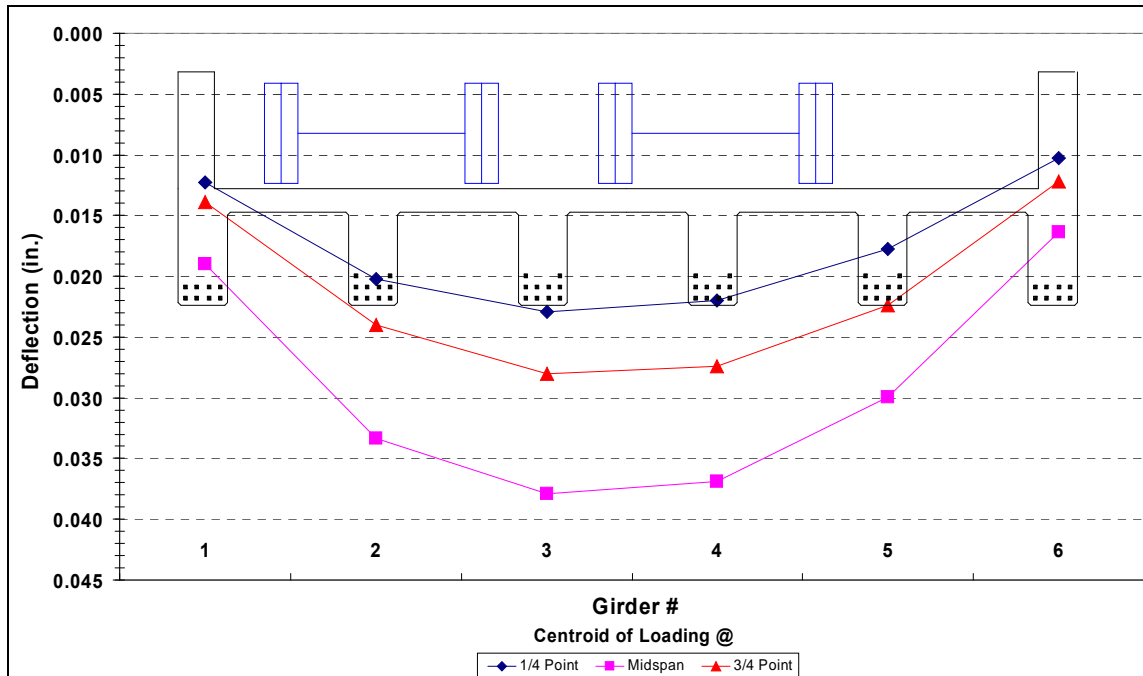 0.000
0.005
0.010
0.015
0.020
0.025
0.030
0.035
0.040
0.045
Deflection (in.)
1 2 3 4 5 6
Girder #
Centroid of Loading @
1/4 Point Midspan 3/4 Point